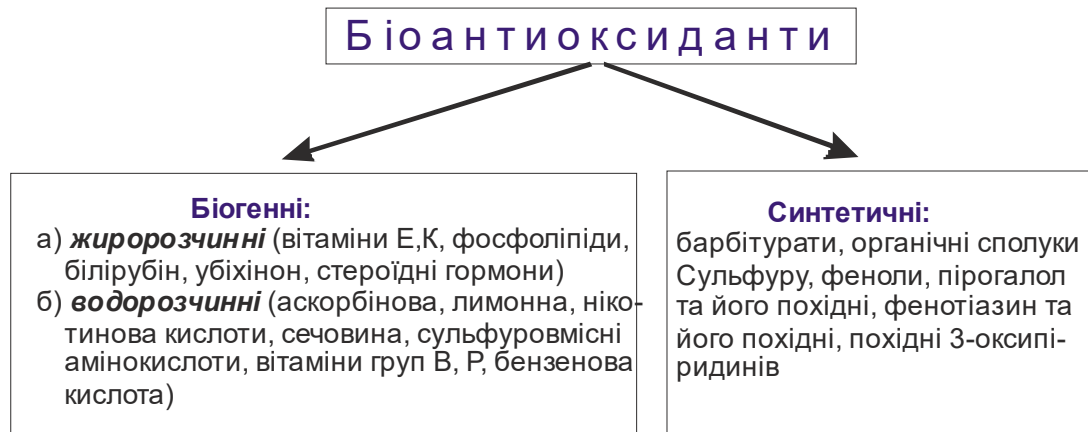 Біоантиоксиданти
Біогенні:
а) жиророзчинні (вітаміни Е,К, фосфоліпіди,
білірубін, убіхінон, стероїдні гормони)
б) водорозчинні (аскорбінова, лимонна, ніко-
тинова кислоти, сечовина, сульфуровмісні
амінокислоти, вітаміни груп В, Р, бензенова
кислота)
Синтетичні:
барбітурати, органічні сполуки
Сульфуру, феноли, пірогалол
та його похідні, фенотіазин та
його похідні, похідні 3-оксипі-
ридинів